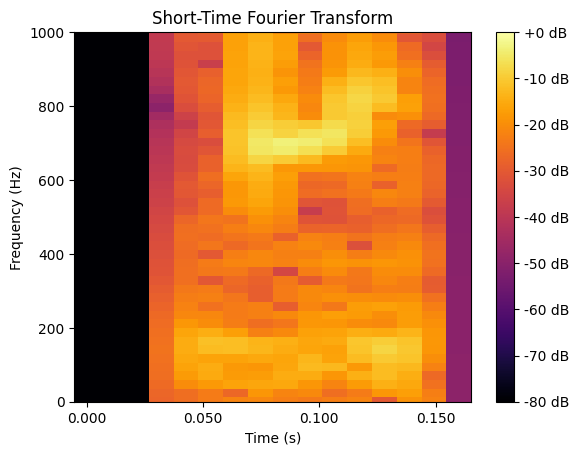 Short-Time Fourier Transform
1000
800
600
400
200
0
Frequency (Hz)
0.000
0.050
0.100
0.150
Time (s)
+0 dB
-10 dB
-20 dB
-30 dB
-40 dB
-50 dB
-60 dB
-70 dB
-80 dB